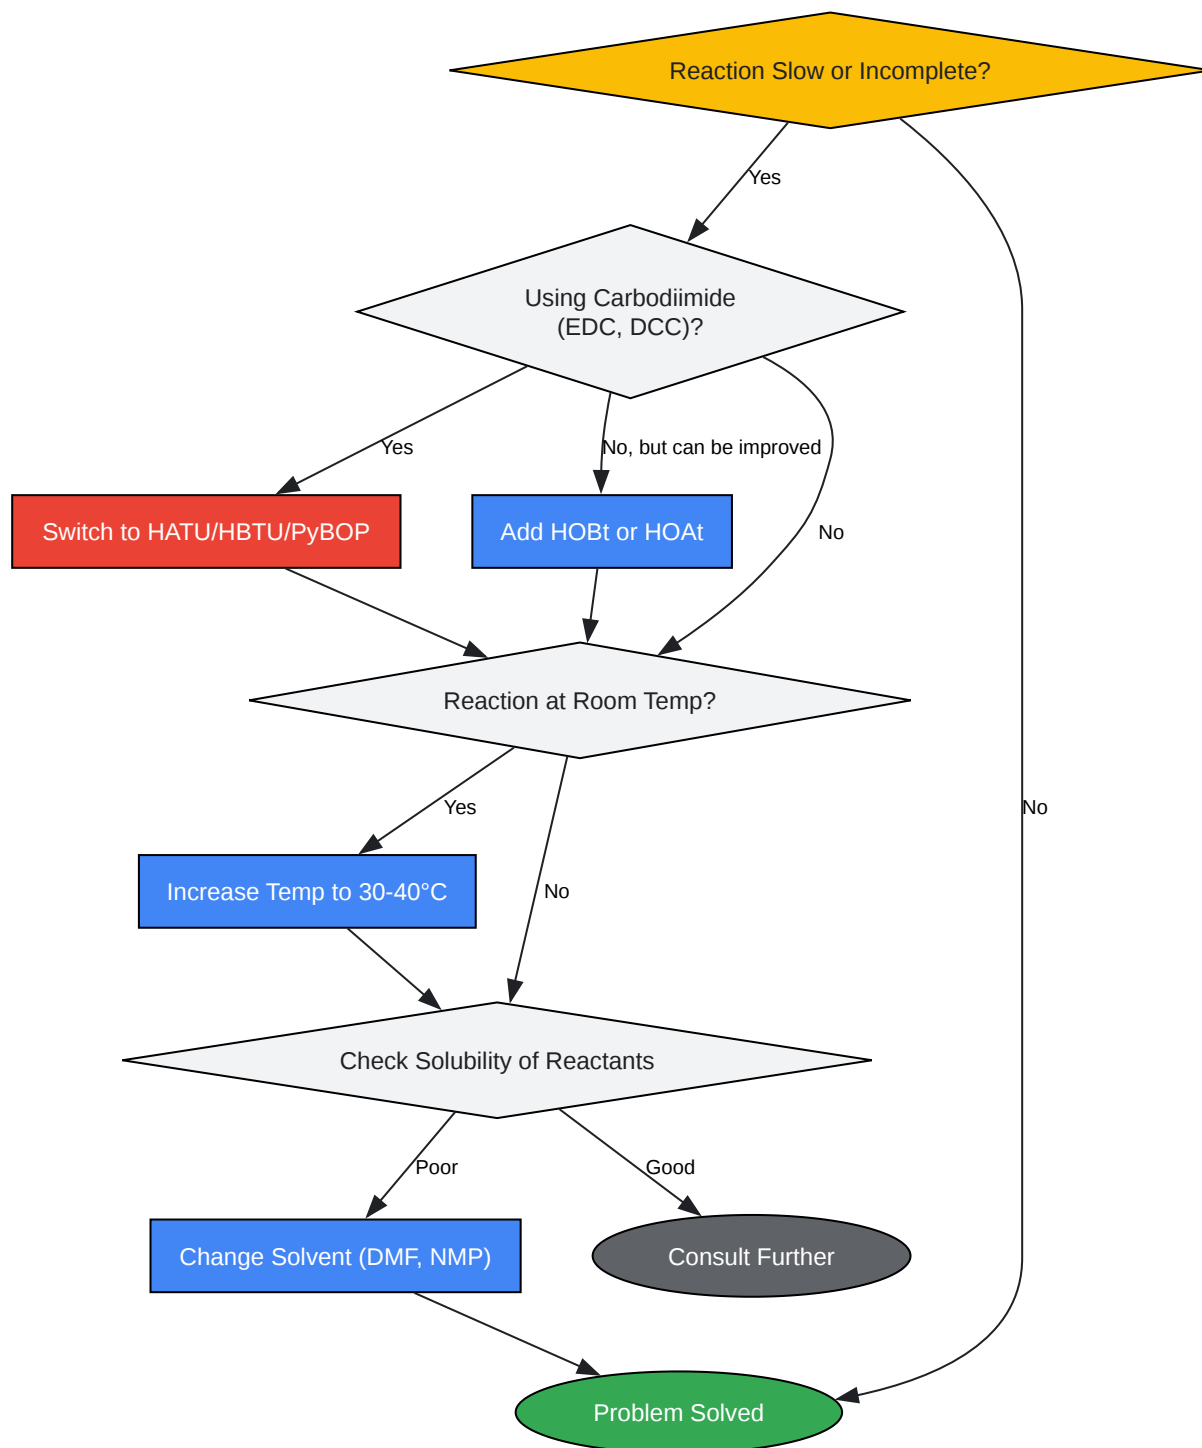 Reaction Slow or Incomplete?
Yes
Using Carbodiimide
(EDC, DCC)?
Yes
No, but can be improved
Switch to HATU/HBTU/PyBOP
Add HOBt or HOAt
No
Reaction at Room Temp?
Yes
No
Increase Temp to 30-40°C
No
Check Solubility of Reactants
Poor
Good
Change Solvent (DMF, NMP)
Consult Further
Problem Solved